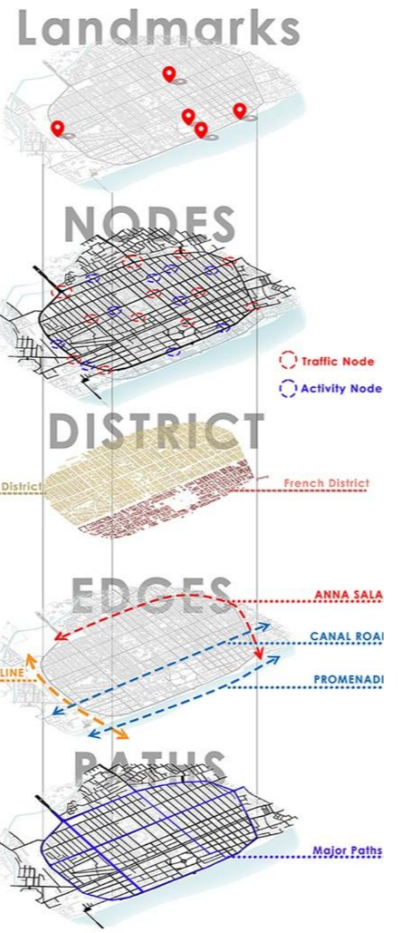 Landmarks
NODES
Traffic Node
Activity Node
DISTRICT
District
French District
EDGES
ANNA SALA
CANAL ROA
LINE
PROMENAD
PATHS
Major Paths